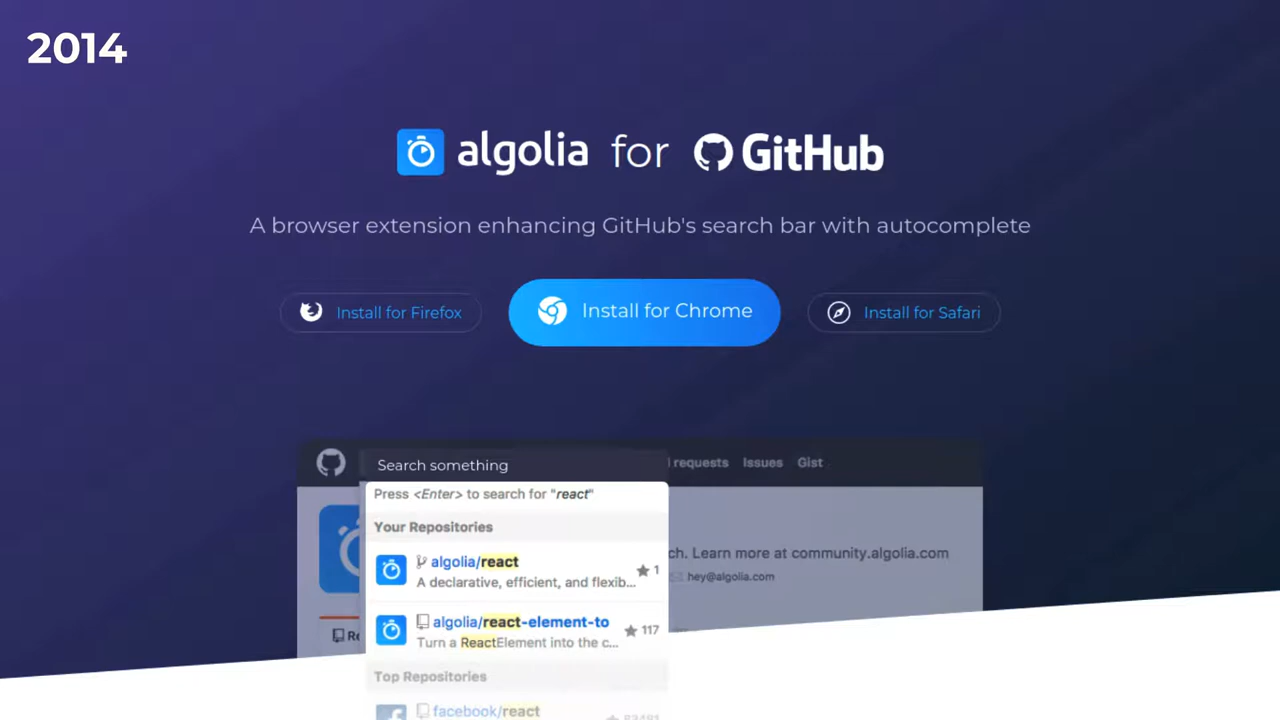 2014
algolia for GitHub
A browser extension enhancing GitHub's search bar with autocomplete
Install for Firefox
Install for Chrome
Install for Safari
Search something
requests Issues Gist
Press <Enter> to search for "react"
Your Repositories
algolia/react
1
A declarative, efficient, and flexib...
ch. Learn more at community.algolia.com
hey@algolia.com
algolia/react-element-to
117
Turn a ReactElement into the c...
Re
Top Repositories
facebook/react